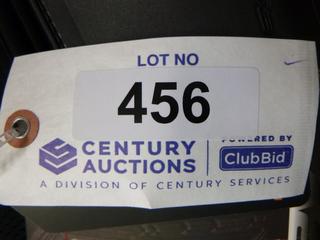 LOT NO
456
CENTURY
AUCTIONS
POWERED BY
ClubBid
A DIVISION OF CENTURY SERVICES